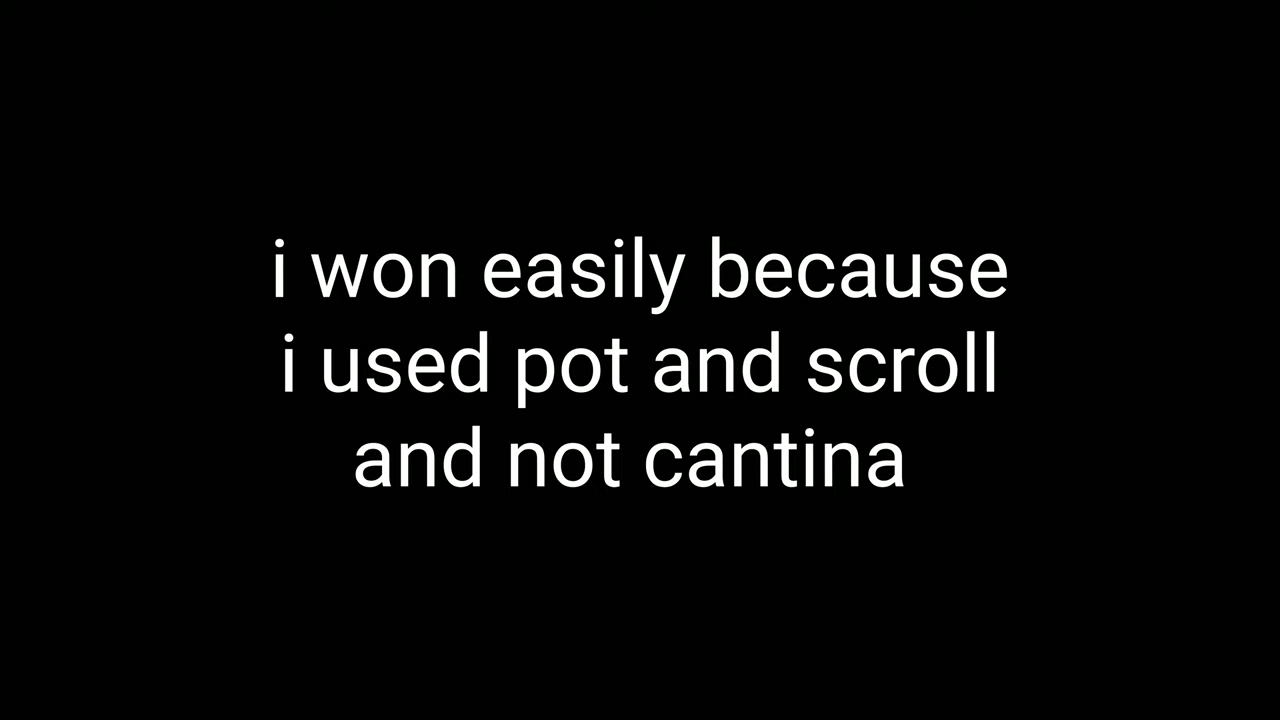 i won easily because
i used pot and scroll
and not cantina